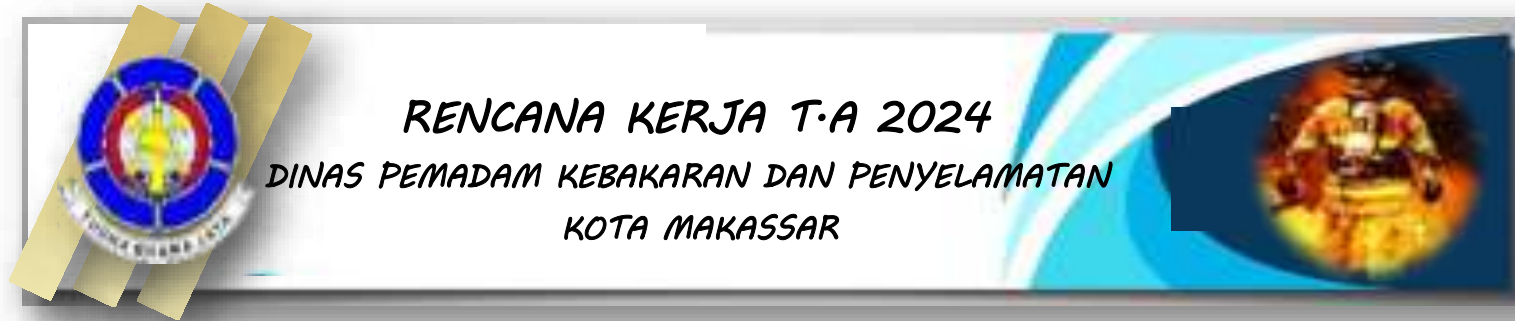 RENCANA KERJA T.A 2024
DINAS PEMADAM KEBAKARAN DAN PENYELAMATAN
KOTA MAKASSAR